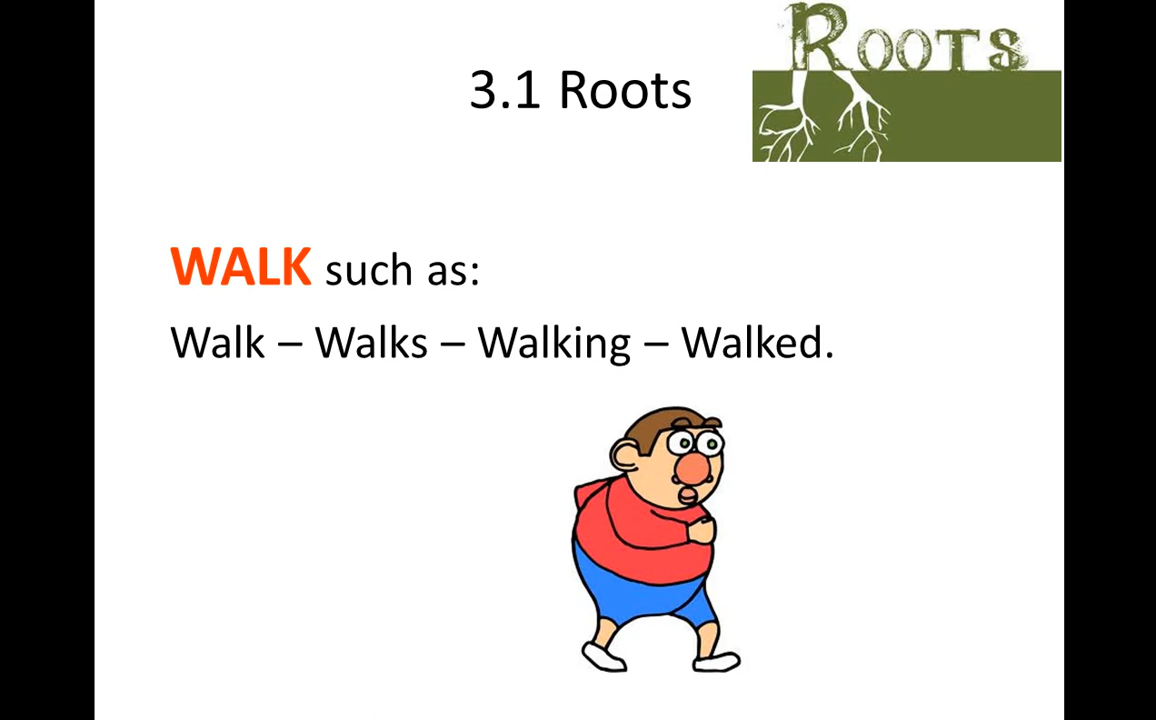 ROOTS
3.1 Roots
WALK such as:
Walk – Walks – Walking – Walked.